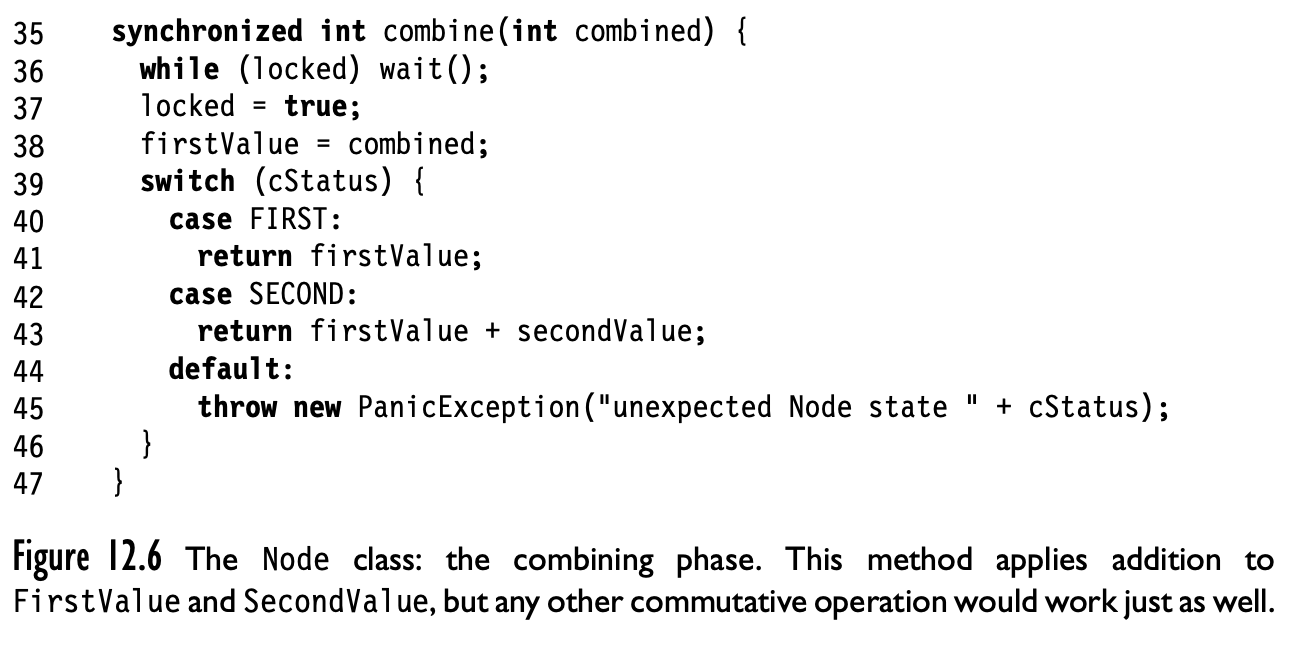 35 synchronized int combine(int combined) {
36 while (locked) wait();
37 locked = true;
38 firstValue = combined;
39 switch (cStatus) {
40 case FIRST:
41 return firstValue;
42 case SECOND:
43 return firstValue + secondValue;
44 default:
45 throw new PanicException("unexpected Node state " + cStatus);
46 }
47 }
Figure 12.6 The Node class: the combining phase. This method applies addition to
FirstValue and SecondValue, but any other commutative operation would work just as well.